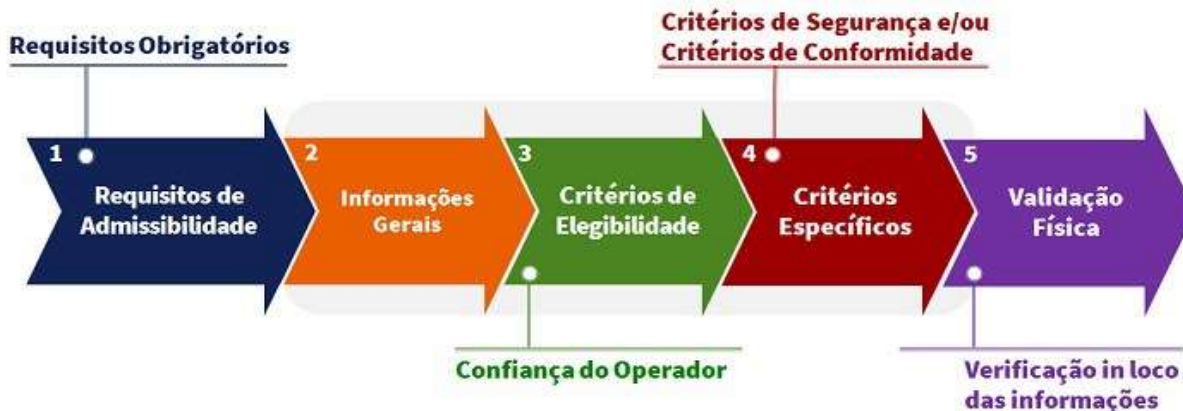 Requisitos Obrigatórios
Critérios de Segurança e/ou
Critérios de Conformidade
1
Requisitos de
Admissibilidade
2
Informações
Gerais
3
Critérios de
Elegibilidade
4
Critérios
Específicos
5
Validação
Física
Confiança do Operador
Verificação in loco
das informações